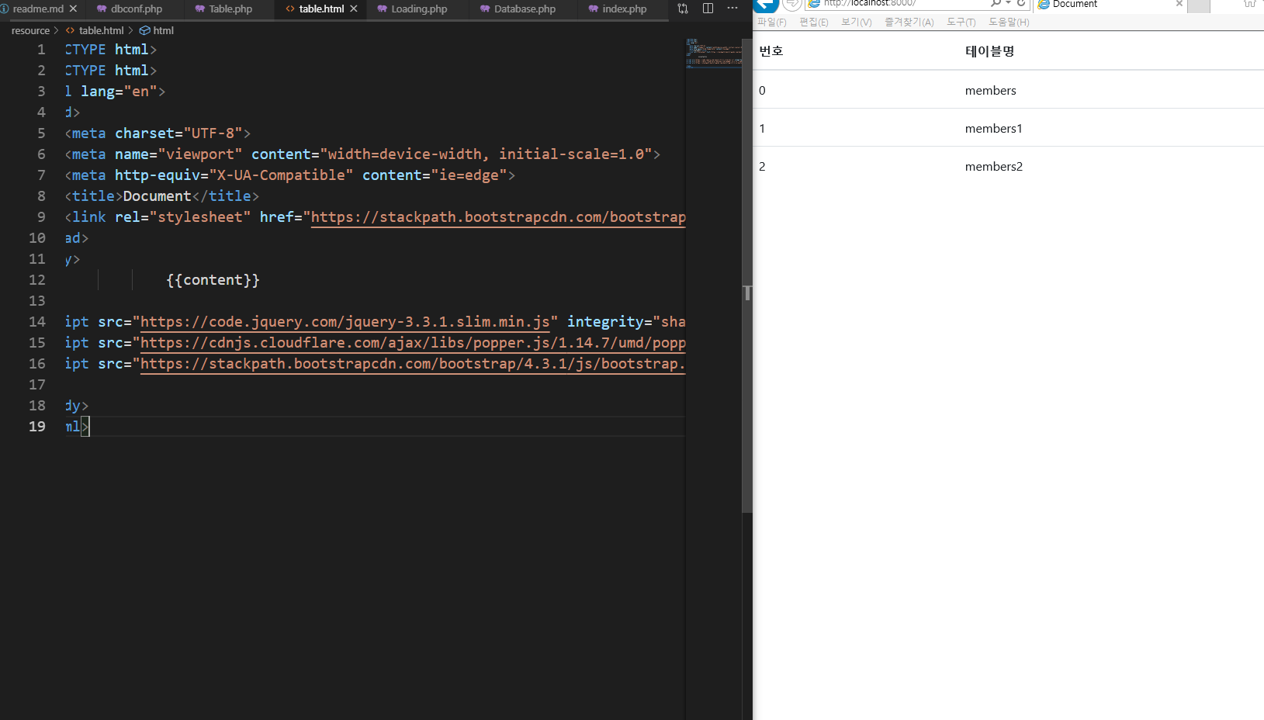 readme.md
dbconf.php
Table.php
table.html
Loading.php
Database.php
index.php
resource > table.html > html
1 CTYPE html>
2 CTYPE html>
3 l lang="en">
4 d>
5 <meta charset="UTF-8">
6 <meta name="viewport" content="width=device-width, initial-scale=1.0">
7 <meta http-equiv="X-UA-Compatible" content="ie=edge">
8 <title>Document</title>
9 <link rel="stylesheet" href="https://stackpath.bootstrapcdn.com/bootstrap
10 ad>
11 y>
12 {{content}}
13
14 ipt src="https://code.jquery.com/jquery-3.3.1.slim.min.js" integrity="sha
15 ipt src="https://cdnjs.cloudflare.com/ajax/libs/popper.js/1.14.7/umd/popp
16 ipt src="https://stackpath.bootstrapcdn.com/bootstrap/4.3.1/js/bootstrap.
17
18 dy>
19 ml>
http://localhost:8000/
Document
파일(F) 편집(E) 보기(V) 즐겨찾기(A) 도구(T) 도움말(H)
번호 테이블명
0 members
1 members1
2 members2